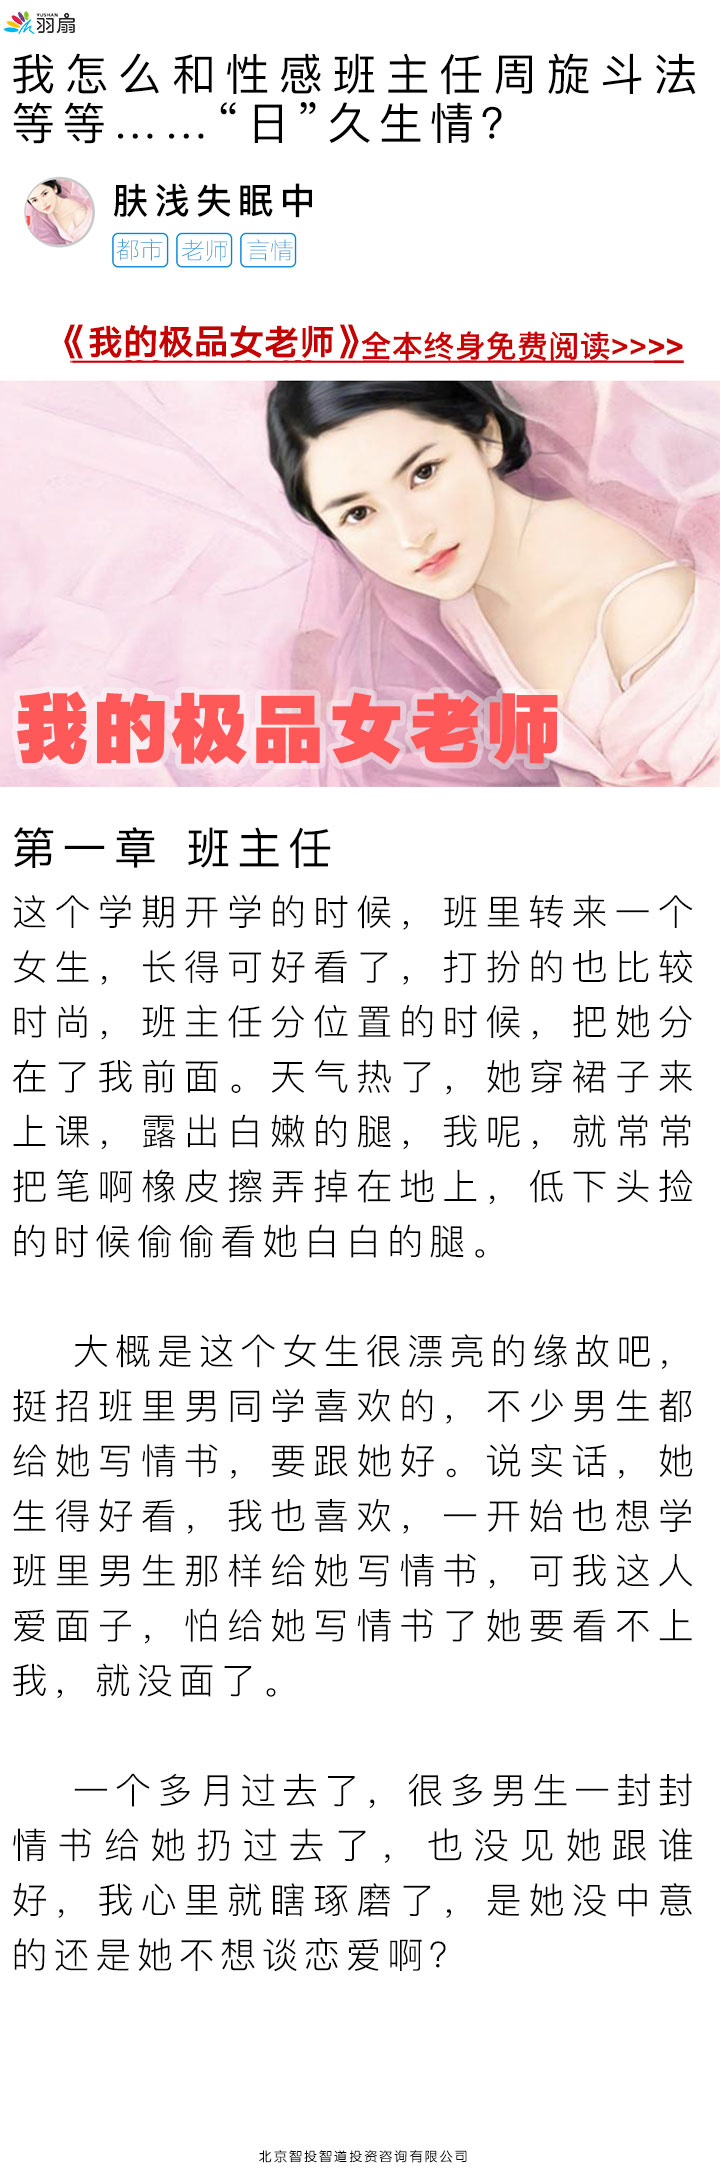 YUSHAN
羽扇
我怎么和性感班主任周旋斗法
等等……“日”久生情？
肤浅失眠中
都市 老师 言情
《我的极品女老师》全本终身免费阅读>>>>
我的极品女老师
第一章 班主任
这个学期开学的时候，班里转来一个
女生，长得可好看了，打扮的也比较
时尚，班主任分位置的时候，把她分
在了我前面。天气热了，她穿裙子来
上课，露出白嫩的腿，我呢，就常常
把笔啊橡皮擦弄掉在地上，低下头捡
的时候偷偷看她白白的腿。
大概是这个女生很漂亮的缘故吧，
挺招班里男同学喜欢的，不少男生都
给她写情书，要跟她好。说实话，她
生得好看，我也喜欢，一开始也想学
班里男生那样给她写情书，可我这人
爱面子，怕给她写情书了她要看不上
我，就没面了。
一个多月过去了，很多男生一封封
情书给她扔过去了，也没见她跟谁
好，我心里就瞎琢磨了，是她没中意
的还是她不想谈恋爱啊？
北京智投智道投资咨询有限公司